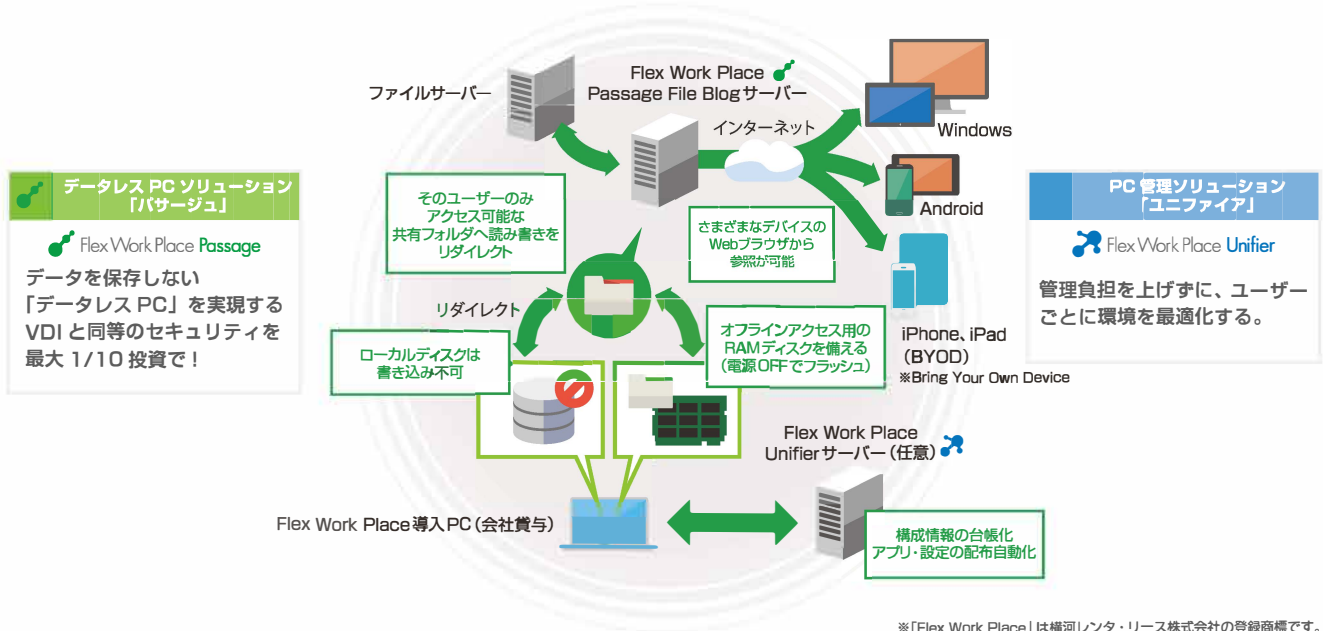 データレス PC ソリューション
「パサージュ」
Flex Work Place Passage
データを保存しない
「データレス PC」を実現する
VDI と同等のセキュリティを
最大 1/10 投資で！
ファイルサーバー
Flex Work Place
Passage File Blogサーバー
インターネット
Windows
Android
iPhone、iPad
(BYOD)
※Bring Your Own Device
そのユーザーのみ
アクセス可能な
共有フォルダへ読み書きを
リダイレクト
さまざまなデバイスの
Webブラウザから
参照が可能
リダイレクト
ローカルディスクは
書き込み不可
オフラインアクセス用の
RAMディスクを備える
(電源OFFでフラッシュ)
Flex Work Place
Unifierサーバー(任意)
Flex Work Place導入PC(会社貸与)
構成情報の台帳化
アプリ・設定の配布自動化
PC 管理ソリューション
「ユニファイア」
Flex Work Place Unifier
管理負担を上げずに、ユーザー
ごとに環境を最適化する。
※「Flex Work Place」は横河レンタ・リース株式会社の登録商標です。